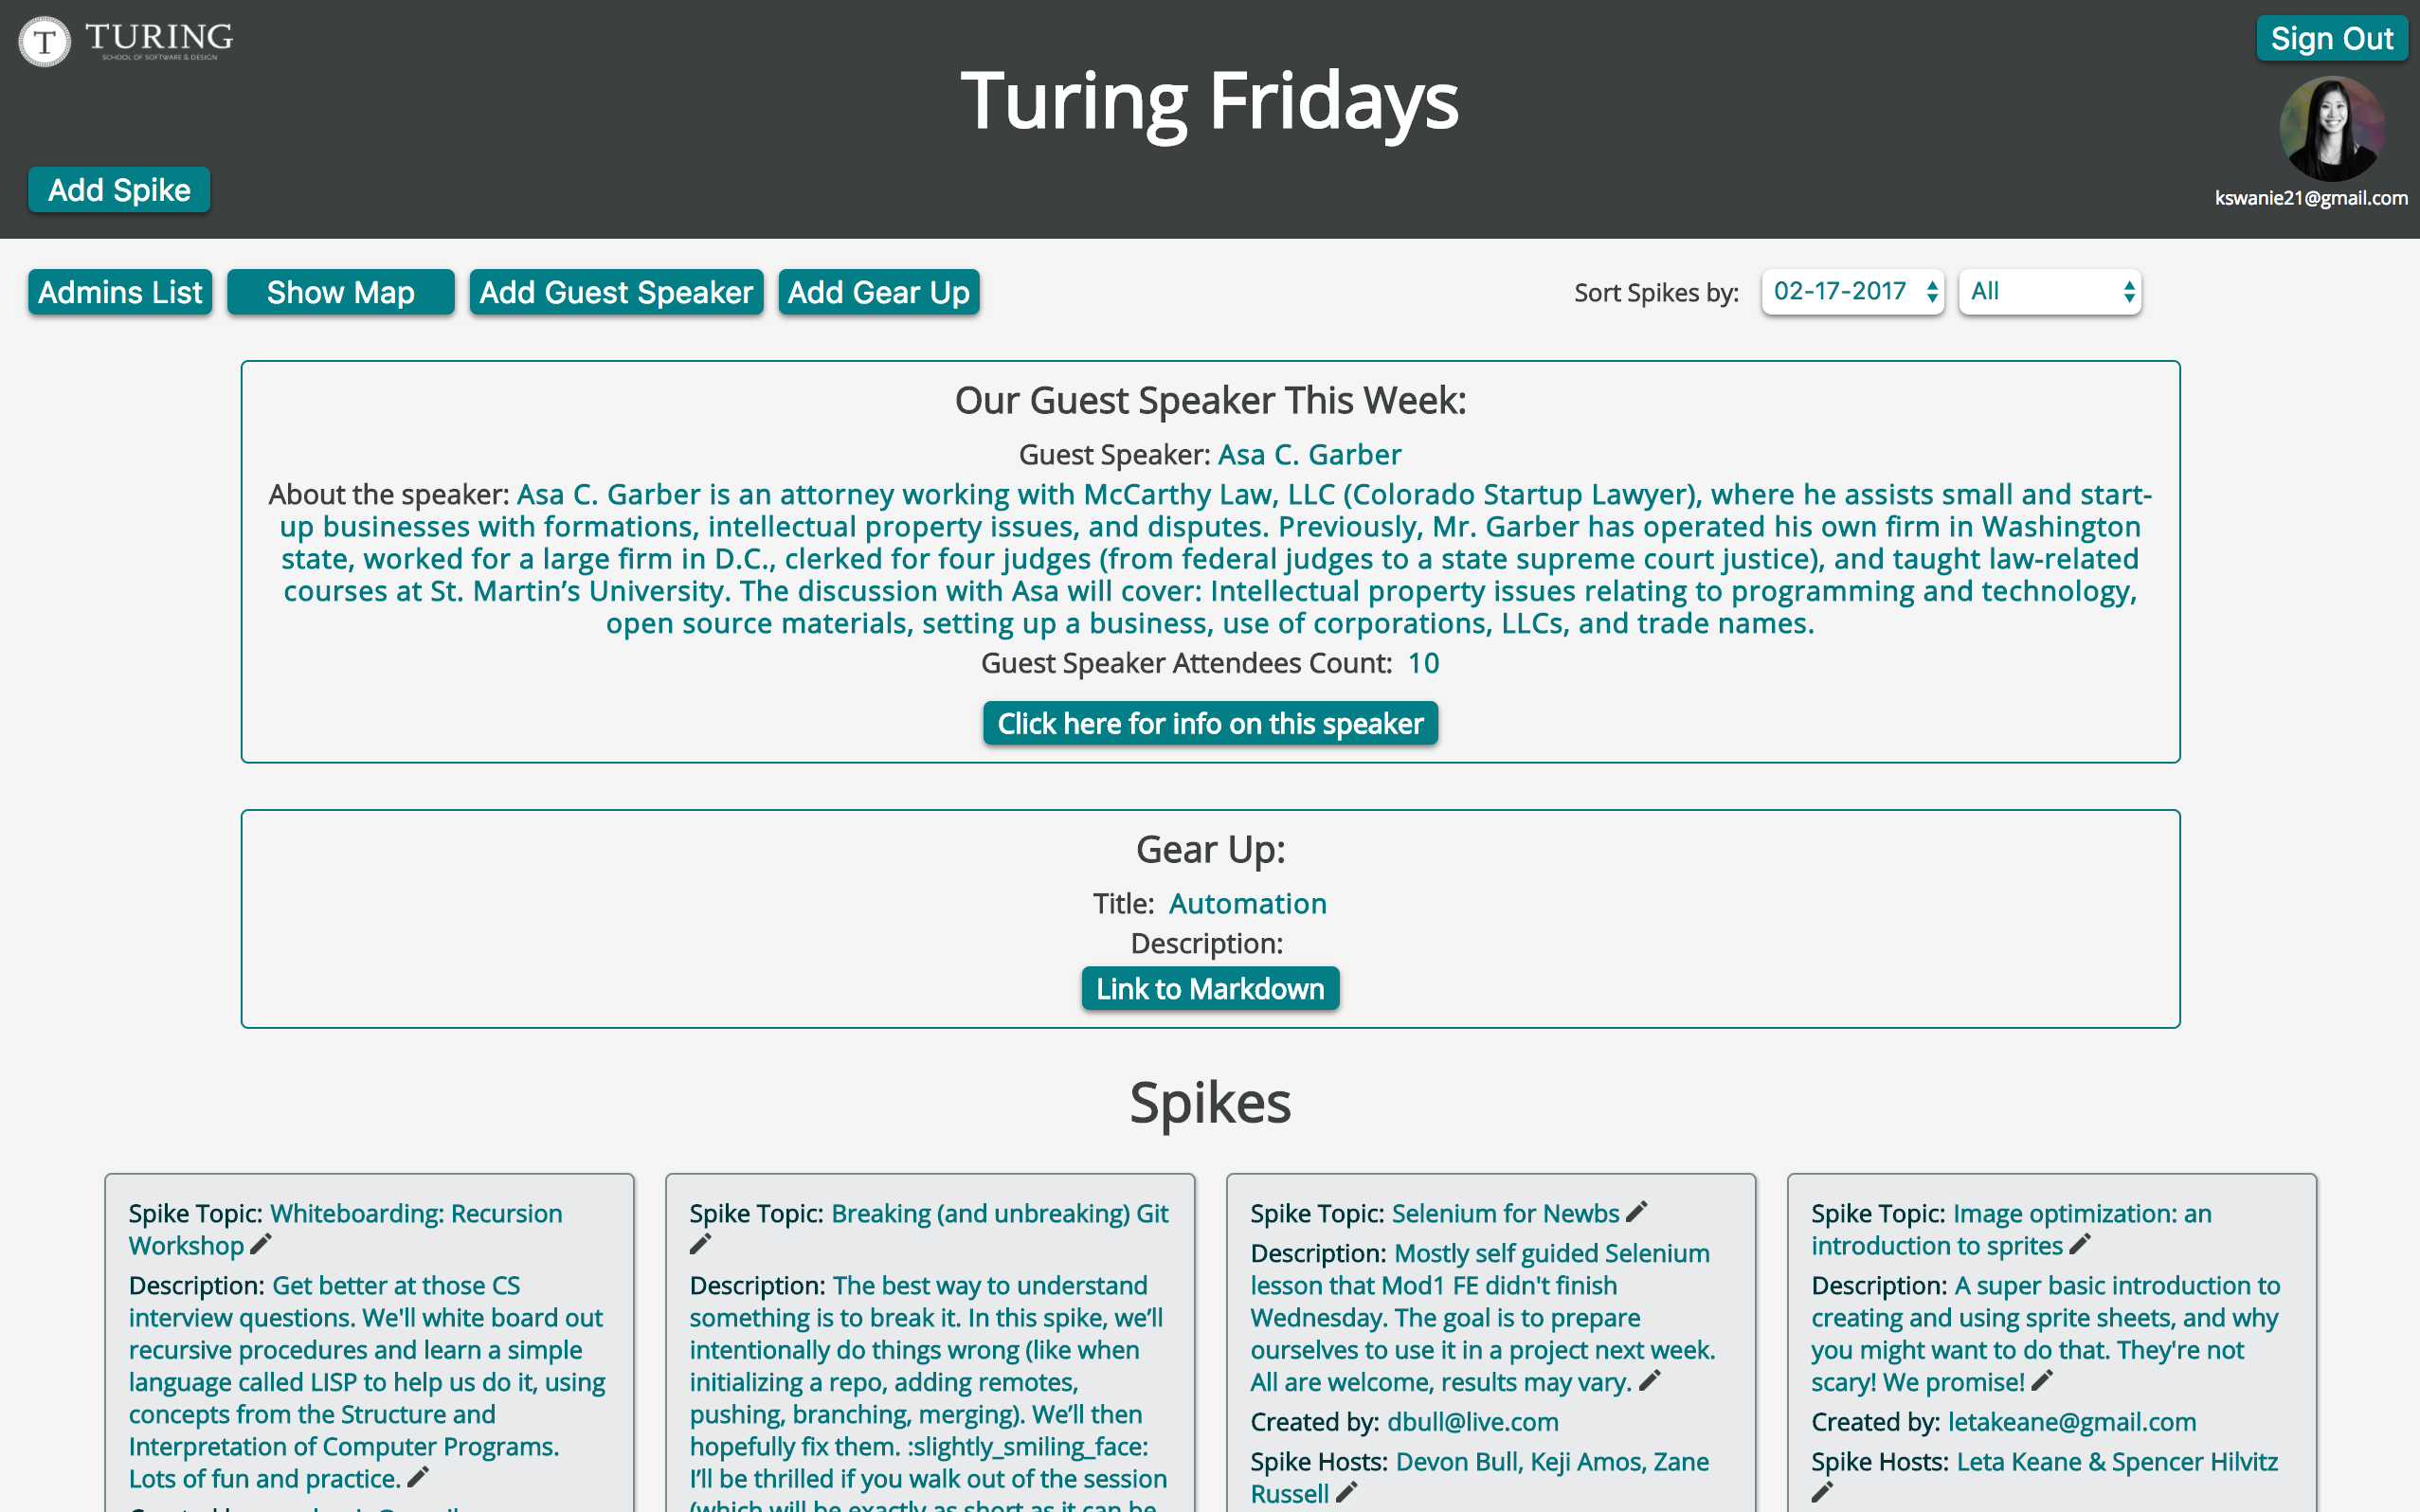 T TURING
SCHOOL OF SOFTWARE & DESIGN
Sign Out
Turing Fridays
kswanie21@gmail.com
Add Spike
Admins List
Show Map
Add Guest Speaker
Add Gear Up
Sort Spikes by:
02-17-2017
All
Our Guest Speaker This Week:
Guest Speaker: Asa C. Garber
About the speaker: Asa C. Garber is an attorney working with McCarthy Law, LLC (Colorado Startup Lawyer), where he assists small and start-
up businesses with formations, intellectual property issues, and disputes. Previously, Mr. Garber has operated his own firm in Washington
state, worked for a large firm in D.C., clerked for four judges (from federal judges to a state supreme court justice), and taught law-related
courses at St. Martin’s University. The discussion with Asa will cover: Intellectual property issues relating to programming and technology,
open source materials, setting up a business, use of corporations, LLCs, and trade names.
Guest Speaker Attendees Count: 10
Click here for info on this speaker
Gear Up:
Title: Automation
Description:
Link to Markdown
Spikes
Spike Topic: Whiteboarding: Recursion
Workshop
Description: Get better at those CS
interview questions. We'll white board out
recursive procedures and learn a simple
language called LISP to help us do it, using
concepts from the Structure and
Interpretation of Computer Programs.
Lots of fun and practice.
Spike Topic: Breaking (and unbreaking) Git
Description: The best way to understand
something is to break it. In this spike, we’ll
intentionally do things wrong (like when
initializing a repo, adding remotes,
pushing, branching, merging). We’ll then
hopefully fix them. :slightly_smiling_face:
I’ll be thrilled if you walk out of the session
(which will be exactly as short as it can be
Spike Topic: Selenium for Newbs
Description: Mostly self guided Selenium
lesson that Mod1 FE didn't finish
Wednesday. The goal is to prepare
ourselves to use it in a project next week.
All are welcome, results may vary.
Created by: dbull@live.com
Spike Hosts: Devon Bull, Keji Amos, Zane
Russell
Spike Topic: Image optimization: an
introduction to sprites
Description: A super basic introduction to
creating and using sprite sheets, and why
you might want to do that. They're not
scary! We promise!
Created by: letakeane@gmail.com
Spike Hosts: Leta Keane & Spencer Hilvitz